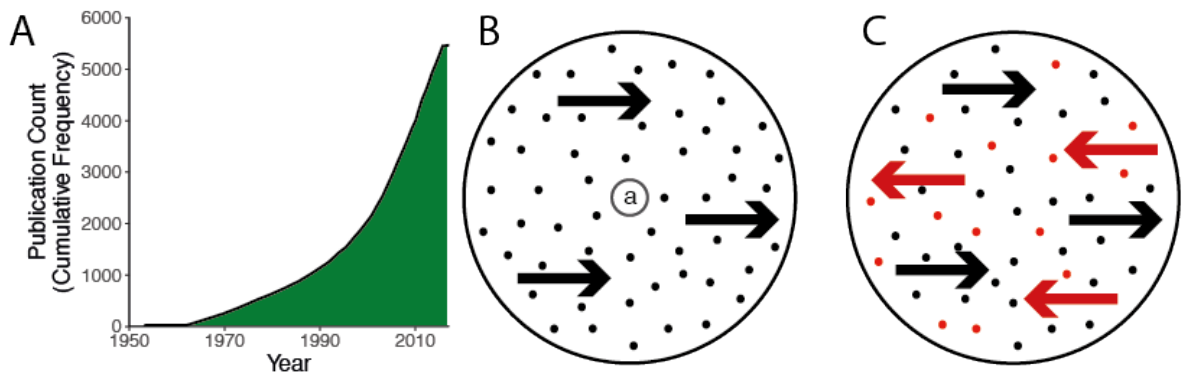 A
B
C
Publication Count
(Cumulative Frequency)
6000
5000
4000
3000
2000
1000
0
1950
1970
1990
2010
Year
a